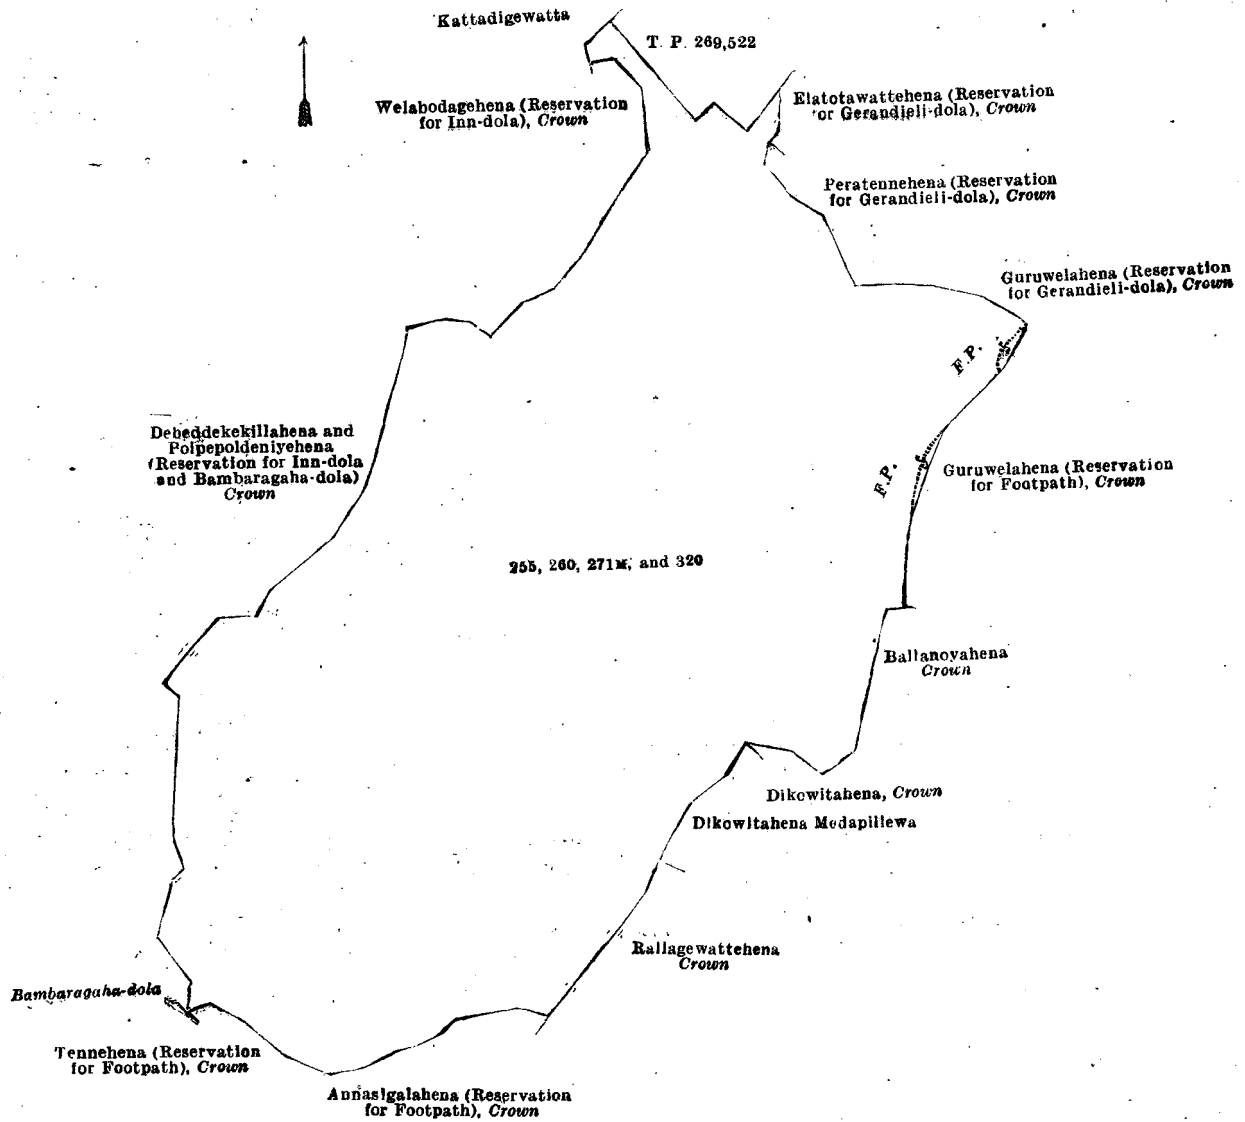 Kattadigewatta
T. P. 269,522
Welabodagehena (Reservation
for Inn-dola), Crown
Elatotawattehena (Reservation
for Gerandieli-dola), Crown
Peratennehena (Reservation
for Gerandieli-dola), Crown
Guruwelahena (Reservation
for Gerandieli-dola), Crown
F.P.
Debeddekekillahena and
Polpepoldeniyehena
(Reservation for Inn-dola
and Bambaragaha-dola)
Crown
F.P.
Guruwelahena (Reservation
for Footpath), Crown
255, 260, 271M, and 320
Ballanoyahena
Crown
Dikowitahena, Crown
Dikowitahena Medapillewa
Rallagewattehena
Crown
Bambaragaha-dola
Tennehena (Reservation
for Footpath), Crown
Annasigalahena (Reservation
for Footpath), Crown